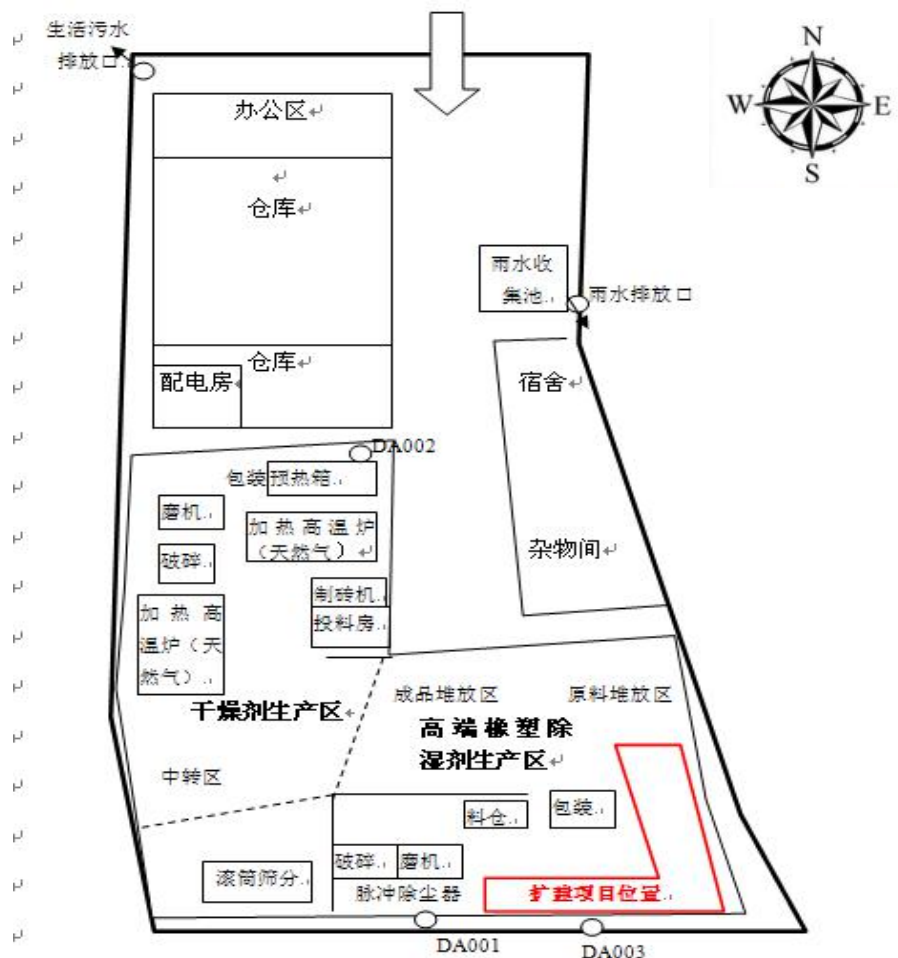 生活污水
排放口
N
W
E
S
办公区
仓库
雨水收
集池
雨水排放口
仓库
配电房
宿舍
DA002
包装
预热箱
磨机
加热高温炉
（天然气）
杂物间
破碎
制砖机
投料房
加热高
温炉（天
然气）
成品堆放区
原料堆放区
干燥剂生产区
高端橡塑除
湿剂生产区
中转区
料仓
包装
破碎
磨机
滚筒筛分
脉冲除尘器
扩建项目位置
DA001
DA003